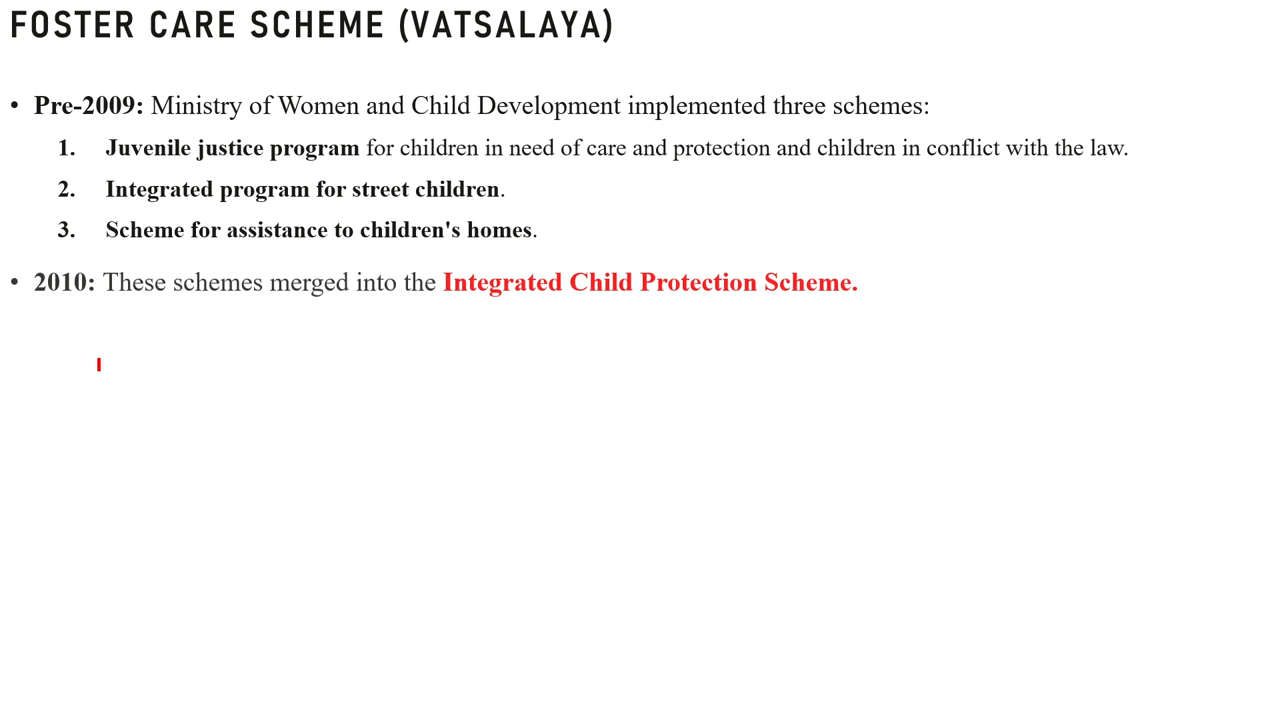 FOSTER CARE SCHEME (VATSALAYA)
• Pre-2009: Ministry of Women and Child Development implemented three schemes:
1. Juvenile justice program for children in need of care and protection and children in conflict with the law.
2. Integrated program for street children.
3. Scheme for assistance to children's homes.
• 2010: These schemes merged into the Integrated Child Protection Scheme.